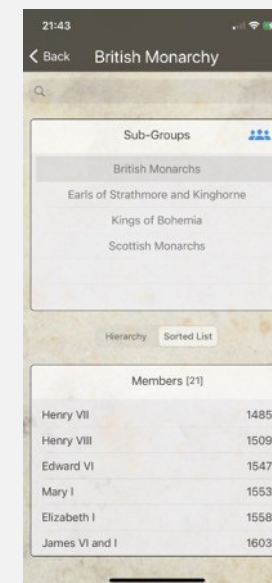 21:43
Back British Monarchy
Sub-Groups
British Monarchs
Earls of Strathmore and Kinghorne
Kings of Bohemia
Scottish Monarchs
Hierarchy Sorted List
Members [21]
Henry VII 1485
Henry VIII 1509
Edward VI 1547
Mary I 1553
Elizabeth I 1558
James VI and I 1603